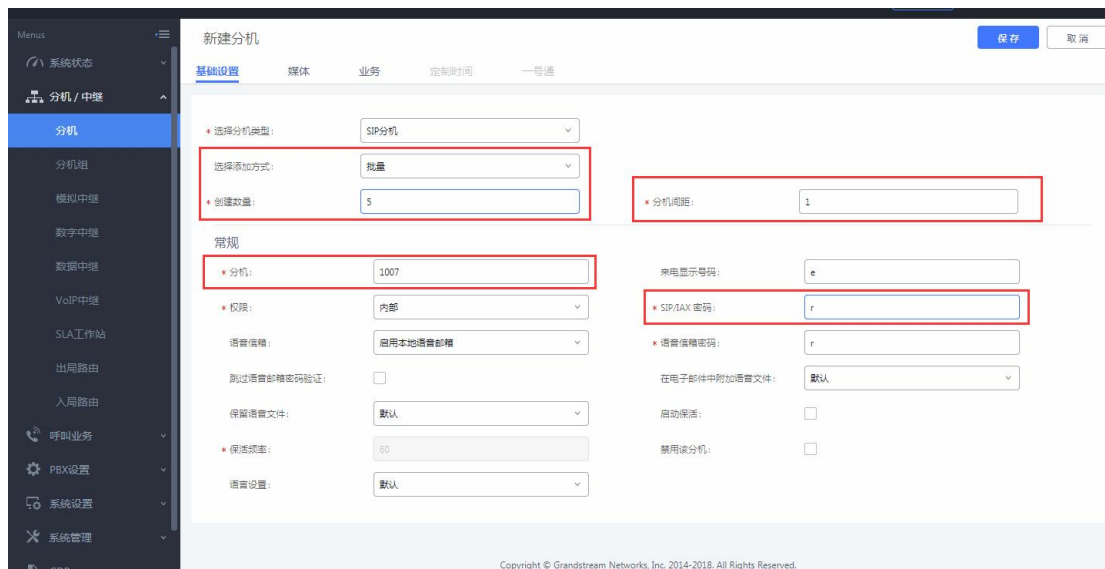 Menus
新建分机
保存
取消
系统状态
基础设置 媒体 业务 定制时间 一号通
分机 / 中继
分机
* 选择分机类型: SIP分机
分机组
选择添加方式: 批量
模拟中继
* 创建数量: 5 * 分机间距: 1
数字中继
常规
数据中继
* 分机: 1007 来电显示号码: e
VoIP中继
* 权限: 内部 * SIP/IAX 密码: r
SLA工作站
语音信箱: 启用本地语音邮箱 * 语音信箱密码: r
出局路由
跳过语音邮箱密码验证: 在电子邮件中附加语音文件: 默认
入局路由
保留语音文件: 默认 启动保活:
呼叫业务
* 保活频率: 60 禁用该分机:
PBX设置
语言设置: 默认
系统设置
系统管理
Copyright © Grandstream Networks, Inc. 2014-2018. All Rights Reserved.